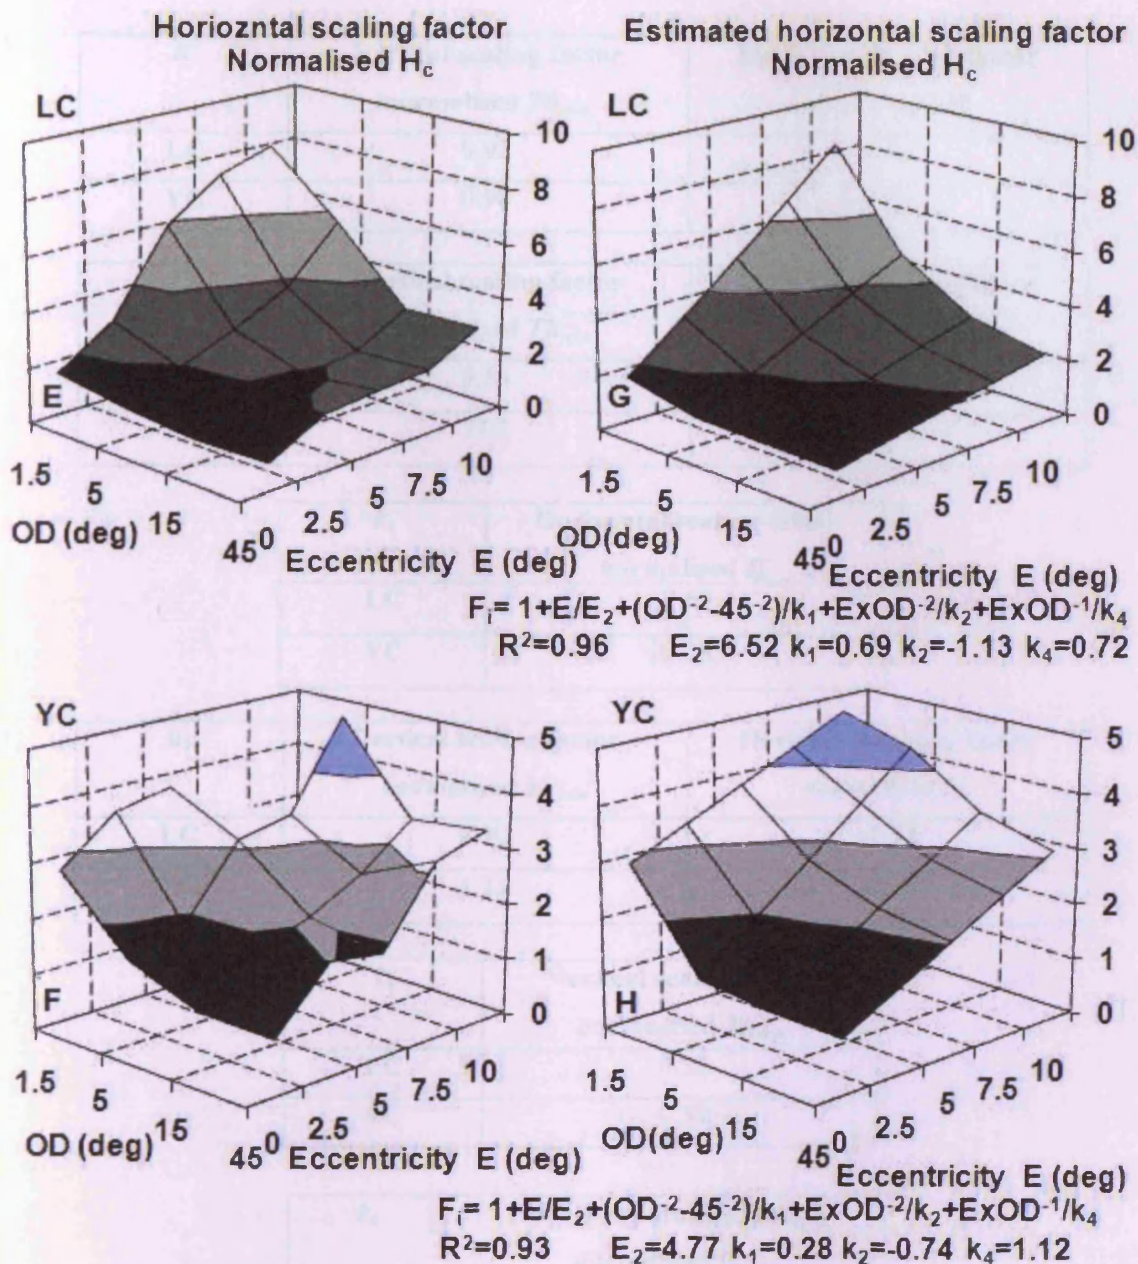 Horiozntal scaling factor
Normalised Hc
Estimated horizontal scaling factor
Normailsed Hc
LC
10
8
6
4
2
0
E
1.5
5
15
45
OD (deg)
0
2.5
5
7.5
10
Eccentricity E (deg)
LC
10
8
6
4
2
0
G
1.5
5
15
45
OD(deg)
0
2.5
5
7.5
10
Eccentricity E (deg)
Fi= 1+E/E2+(OD-2-45-2)/k1+ExOD-2/k2+ExOD-1/k4
R2=0.96 E2=6.52 k1=0.69 k2=-1.13 k4=0.72
YC
5
4
3
2
1
0
F
1.5
5
15
45
OD (deg)
0
2.5
5
7.5
10
Eccentricity E (deg)
YC
5
4
3
2
1
0
H
1.5
5
15
45
OD(deg)
0
2.5
5
7.5
10
Eccentricity E (deg)
Fi= 1+E/E2+(OD-2-45-2)/k1+ExOD-2/k2+ExOD-1/k4
R2=0.93 E2=4.77 k1=0.28 k2=-0.74 k4=1.12